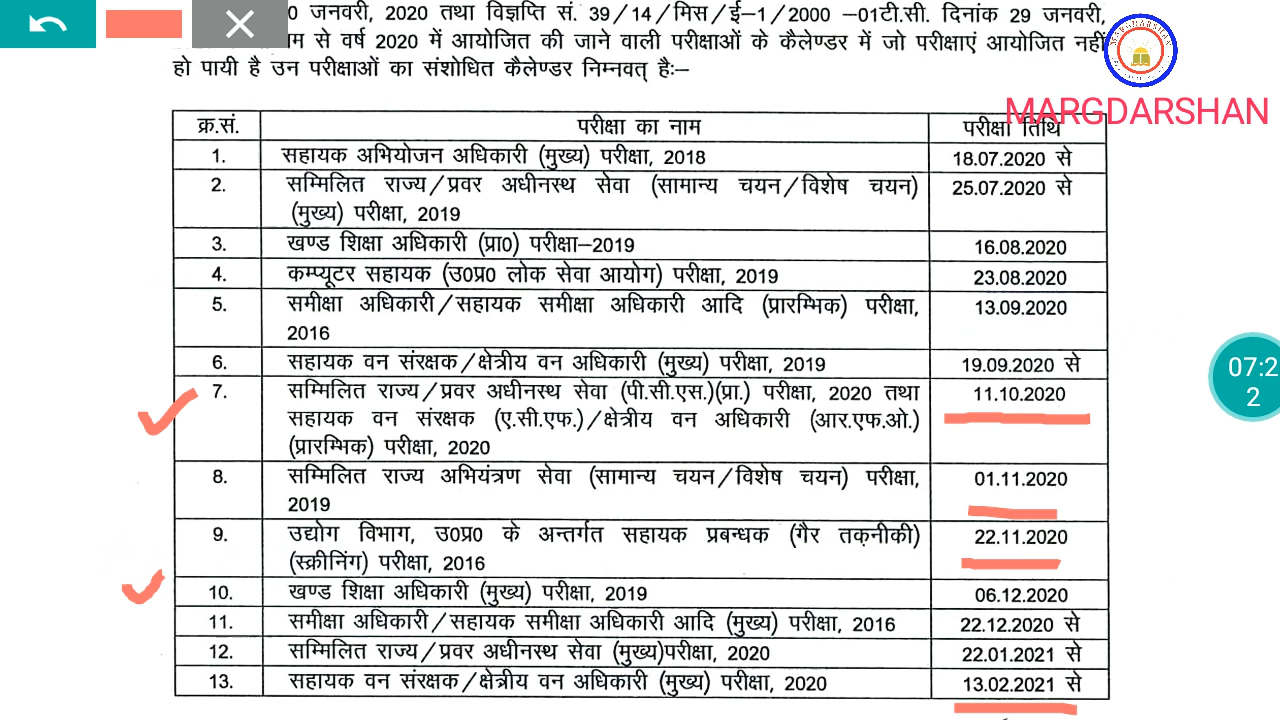 0 जनवरी, 2020 तथा विज्ञप्ति सं. 39/14/मिस/ई–1/2000 –01टी.सी. दिनांक 29 जनवरी,
म से वर्ष 2020 में आयोजित की जाने वाली परीक्षाओं के कैलेण्डर में जो परीक्षाएं आयोजित नहीं
हो पायी है उन परीक्षाओं का संशोधित कैलेण्डर निम्नवत् हैः–
MARGDARSHAN
क्र.सं. परीक्षा का नाम परीक्षा तिथि
1. सहायक अभियोजन अधिकारी (मुख्य) परीक्षा, 2018 18.07.2020 से
2. सम्मिलित राज्य/प्रवर अधीनस्थ सेवा (सामान्य चयन/विशेष चयन) 25.07.2020 से
(मुख्य) परीक्षा, 2019
3. खण्ड शिक्षा अधिकारी (प्रा0) परीक्षा–2019 16.08.2020
4. कम्प्यूटर सहायक (उ0प्र0 लोक सेवा आयोग) परीक्षा, 2019 23.08.2020
5. समीक्षा अधिकारी/सहायक समीक्षा अधिकारी आदि (प्रारम्भिक) परीक्षा, 13.09.2020
2016
6. सहायक वन संरक्षक/क्षेत्रीय वन अधिकारी (मुख्य) परीक्षा, 2019 19.09.2020 से
7. सम्मिलित राज्य/प्रवर अधीनस्थ सेवा (पी.सी.एस.)(प्रा.) परीक्षा, 2020 तथा 11.10.2020
सहायक वन संरक्षक (ए.सी.एफ.)/क्षेत्रीय वन अधिकारी (आर.एफ.ओ.)
(प्रारम्भिक) परीक्षा, 2020
8. सम्मिलित राज्य अभियंत्रण सेवा (सामान्य चयन/विशेष चयन) परीक्षा, 01.11.2020
2019
9. उद्योग विभाग, उ0प्र0 के अन्तर्गत सहायक प्रबन्धक (गैर तक़नीकी) 22.11.2020
(स्क्रीनिंग) परीक्षा, 2016
10. खण्ड शिक्षा अधिकारी (मुख्य) परीक्षा, 2019 06.12.2020
11. समीक्षा अधिकारी/सहायक समीक्षा अधिकारी आदि (मुख्य) परीक्षा, 2016 22.12.2020 से
12. सम्मिलित राज्य/प्रवर अधीनस्थ सेवा (मुख्य)परीक्षा, 2020 22.01.2021 से
13. सहायक वन संरक्षक/क्षेत्रीय वन अधिकारी (मुख्य) परीक्षा, 2020 13.02.2021 से
07:2
2